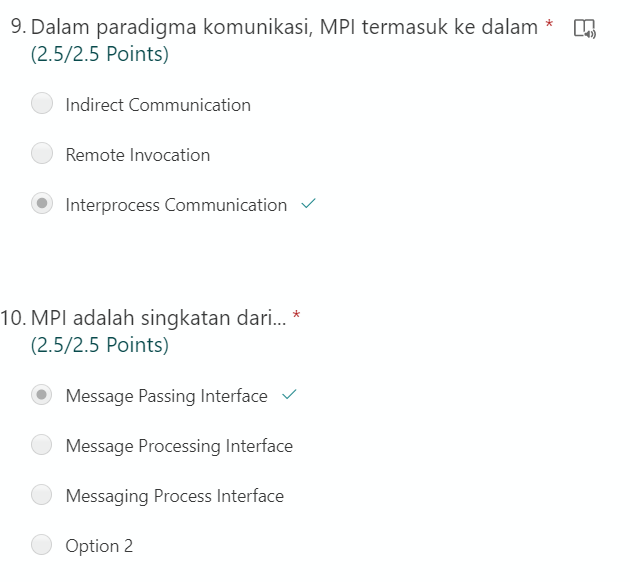 9. Dalam paradigma komunikasi, MPI termasuk ke dalam *
(2.5/2.5 Points)
Indirect Communication
Remote Invocation
Interprocess Communication
10. MPI adalah singkatan dari... *
(2.5/2.5 Points)
Message Passing Interface
Message Processing Interface
Messaging Process Interface
Option 2